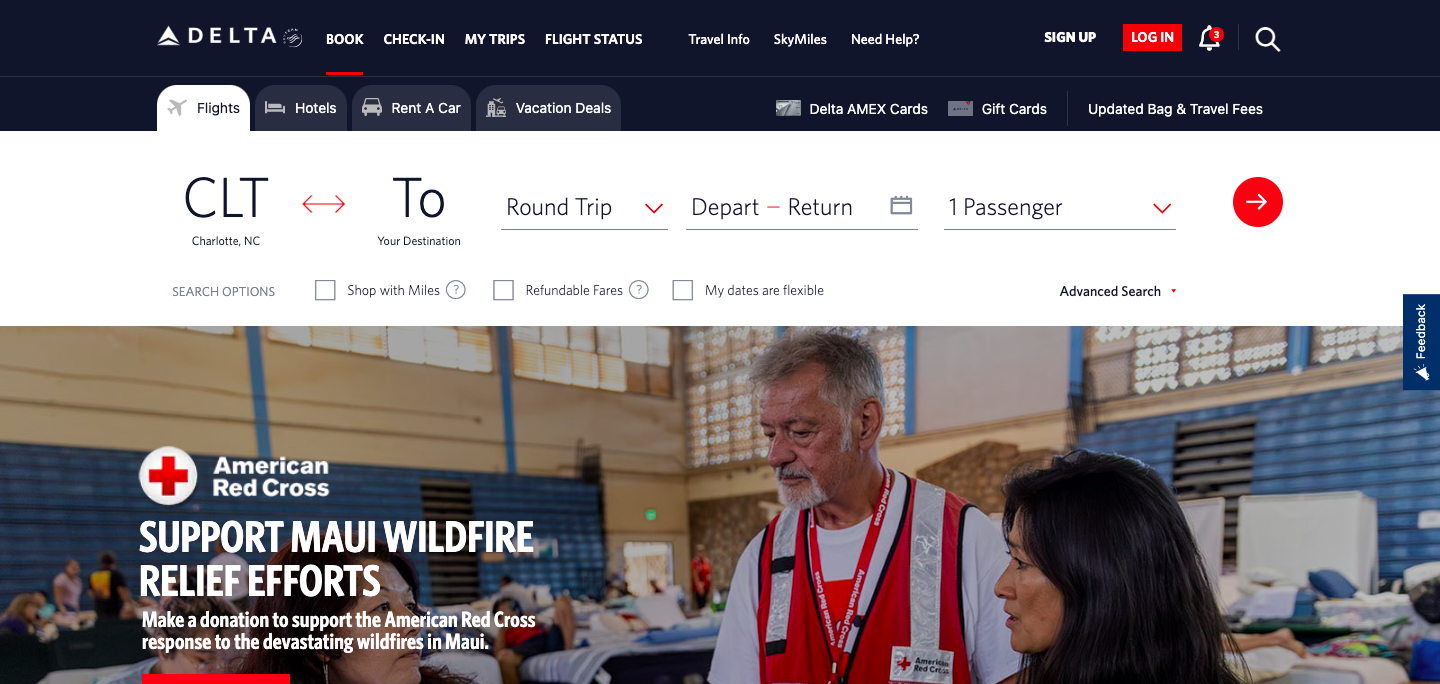 DELTA
BOOK CHECK-IN MY TRIPS FLIGHT STATUS Travel Info SkyMiles Need Help? SIGN UP LOG IN 3
Flights Hotels Rent A Car Vacation Deals Delta AMEX Cards Gift Cards Updated Bag & Travel Fees
CLT To Round Trip Depart – Return 1 Passenger
Charlotte, NC Your Destination
SEARCH OPTIONS Shop with Miles ? Refundable Fares ? My dates are flexible Advanced Search
Feedback
American
Red Cross
SUPPORT MAUI WILDFIRE
RELIEF EFFORTS
Make a donation to support the American Red Cross
response to the devastating wildfires in Maui.
American Red Cross
American Red Cross
American
Red Cross